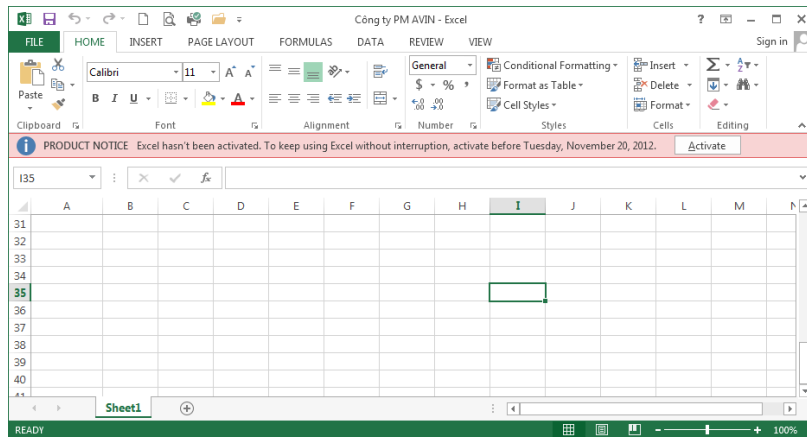 Công ty PM AVIN - Excel
FILE HOME INSERT PAGE LAYOUT FORMULAS DATA REVIEW VIEW Sign in
Calibri 11 General Conditional Formatting Insert
Paste B I U A $ % , Format as Table Delete
Cell Styles Format
Clipboard Font Alignment Number Styles Cells Editing
PRODUCT NOTICE Excel hasn't been activated. To keep using Excel without interruption, activate before Tuesday, November 20, 2012. Activate
I35 fx
A B C D E F G H I J K L M N
31
32
33
34
35
36
37
38
39
40
41
Sheet1
READY 100%